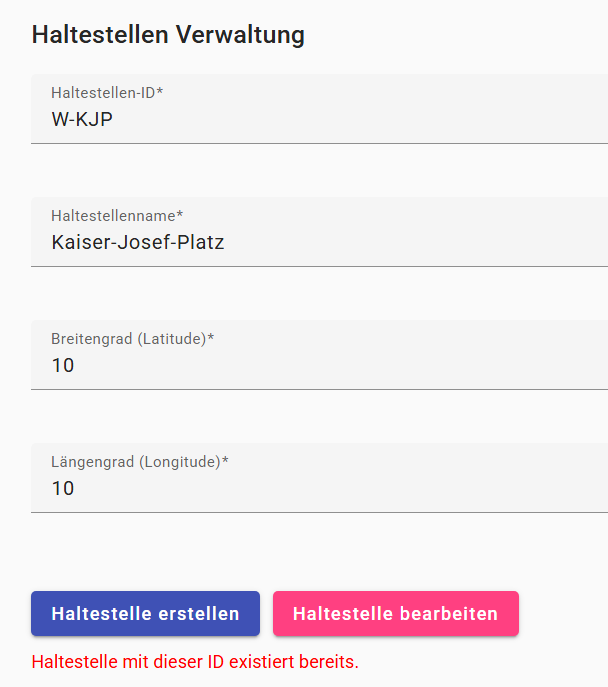 Haltestellen Verwaltung
Haltestellen-ID*
W-KJP
Haltestellenname*
Kaiser-Josef-Platz
Breitengrad (Latitude)*
10
Längengrad (Longitude)*
10
Haltestelle erstellen Haltestelle bearbeiten
Haltestelle mit dieser ID existiert bereits.